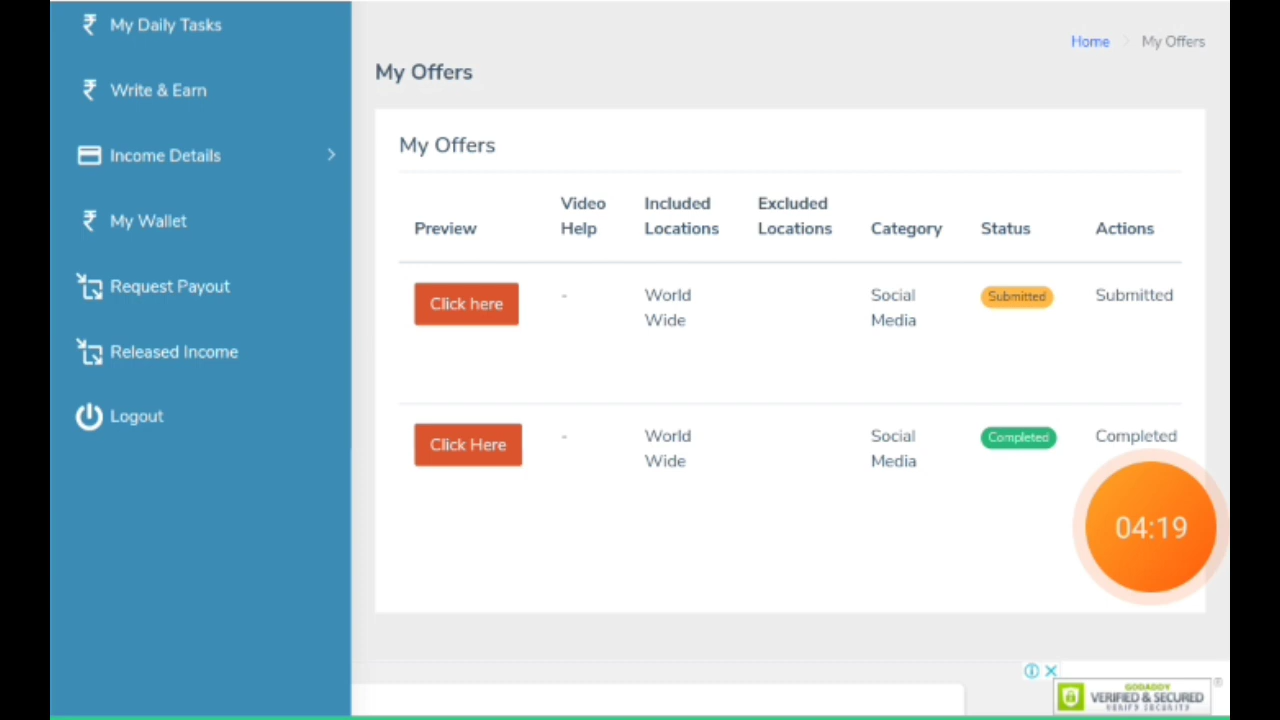 My Daily Tasks
Write & Earn
Income Details
My Wallet
Request Payout
Released Income
Logout
Home > My Offers
My Offers
My Offers
Preview Video Help Included Locations Excluded Locations Category Status Actions
Click here - World Wide Social Media Submitted Submitted
Click Here - World Wide Social Media Completed Completed
04:19
GODADDY
VERIFIED & SECURED
VERIFY SECURITY